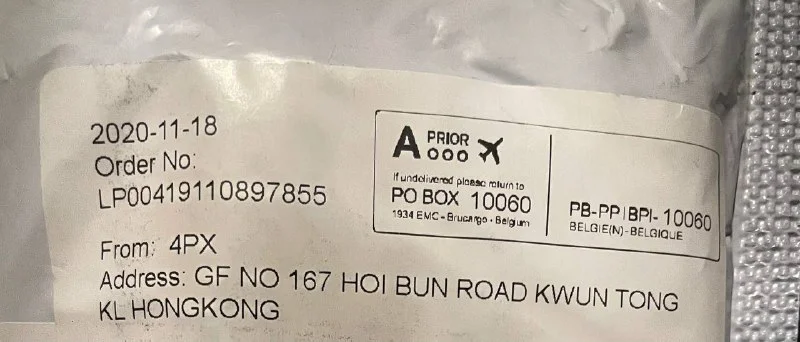 2020-11-18
Order No:
LP00419110897855
From: 4PX
Address: GF NO 167 HOI BUN ROAD KWUN TONG
KL HONGKONG
A PRIOR
If undelivered please return to
PO BOX 10060
1934 EMC - Brucargo - Belgium
PB-PP | BPI- 10060
BELGIE(N)-BELGIQUE